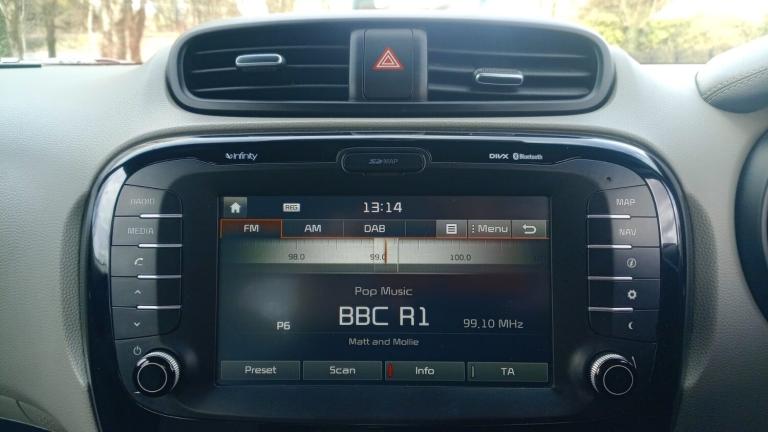 infinity
SD MAP
DIVX Bluetooth
RADIO
MEDIA
MAP
NAV
REG 13:14
FM AM DAB Menu
98.0 99.0 100.0
Pop Music
P6 BBC R1 99.10 MHz
Matt and Mollie
Preset Scan Info TA